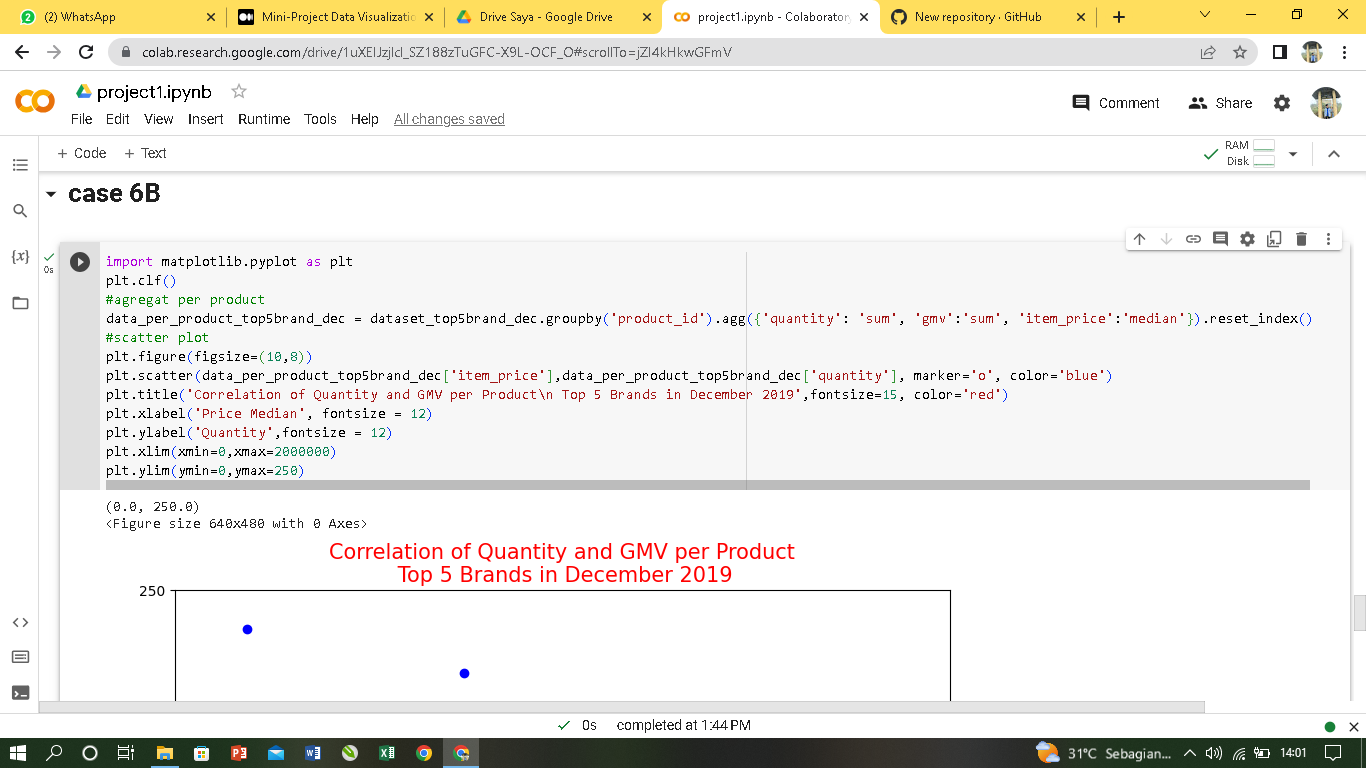 (2) WhatsApp
Mini-Project Data Visualizatio
Drive Saya - Google Drive
project1.ipynb - Colaboratory
New repository · GitHub
colab.research.google.com/drive/
project1.ipynb
Comment
Share
File Edit View Insert Runtime Tools Help All changes saved
+ Code + Text
RAM
Disk
case 6B
0s
import matplotlib.pyplot as plt
plt.clf()
#agregat per product
data_per_product_top5brand_dec = dataset_top5brand_dec.groupby('product_id').agg({'quantity': 'sum', 'gmv':'sum', 'item_price':'median'}).reset_index()
#scatter plot
plt.figure(figsize=(10,8))
plt.scatter(data_per_product_top5brand_dec['item_price'],data_per_product_top5brand_dec['quantity'], marker='o', color='blue')
plt.title('Correlation of Quantity and GMV per Product\n Top 5 Brands in December 2019',fontsize=15, color='red')
plt.xlabel('Price Median', fontsize = 12)
plt.ylabel('Quantity',fontsize = 12)
plt.xlim(xmin=0,xmax=2000000)
plt.ylim(ymin=0,ymax=250)
(0.0, 250.0)
<Figure size 640x480 with 0 Axes>
Correlation of Quantity and GMV per Product
Top 5 Brands in December 2019
250
0s completed at 1:44 PM
31°C Sebagian...
14:01